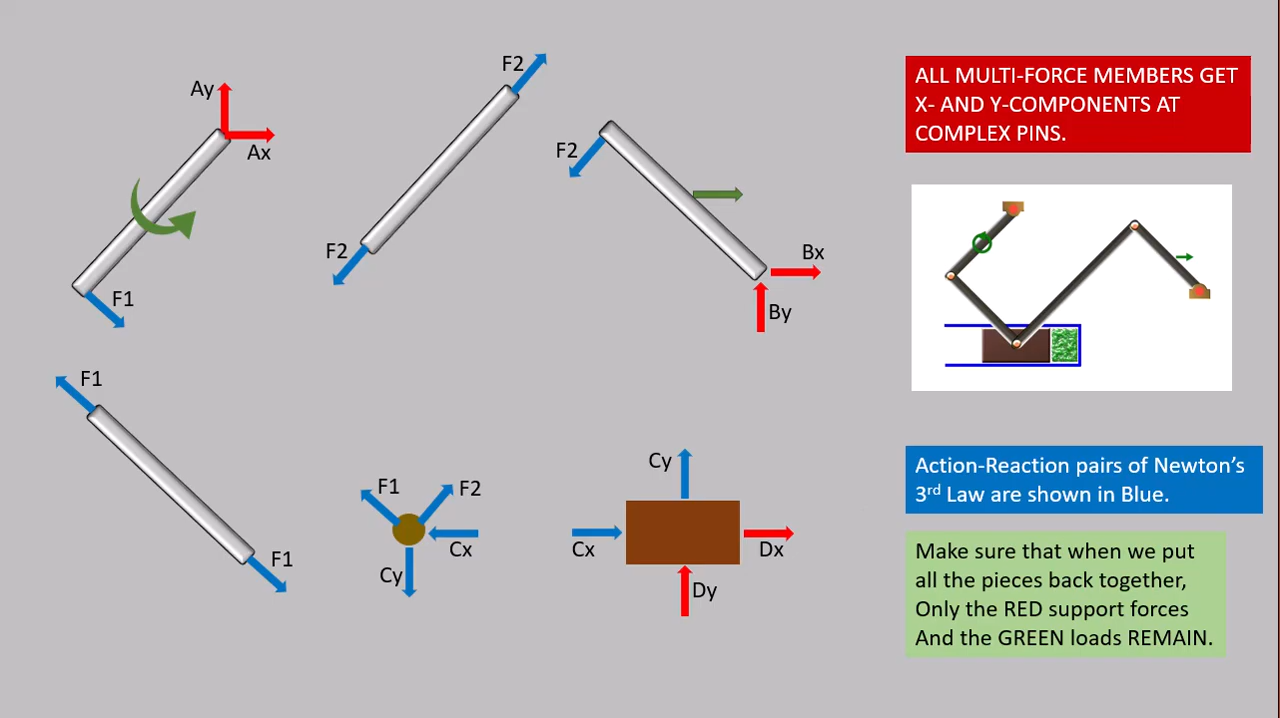 Ay
Ax
F1
F2
F2
F2
Bx
By
ALL MULTI-FORCE MEMBERS GET
X- AND Y-COMPONENTS AT
COMPLEX PINS.
F1
F1
F1
F2
Cx
Cy
Cy
Cx
Dx
Dy
Action-Reaction pairs of Newton’s
3rd Law are shown in Blue.
Make sure that when we put
all the pieces back together,
Only the RED support forces
And the GREEN loads REMAIN.